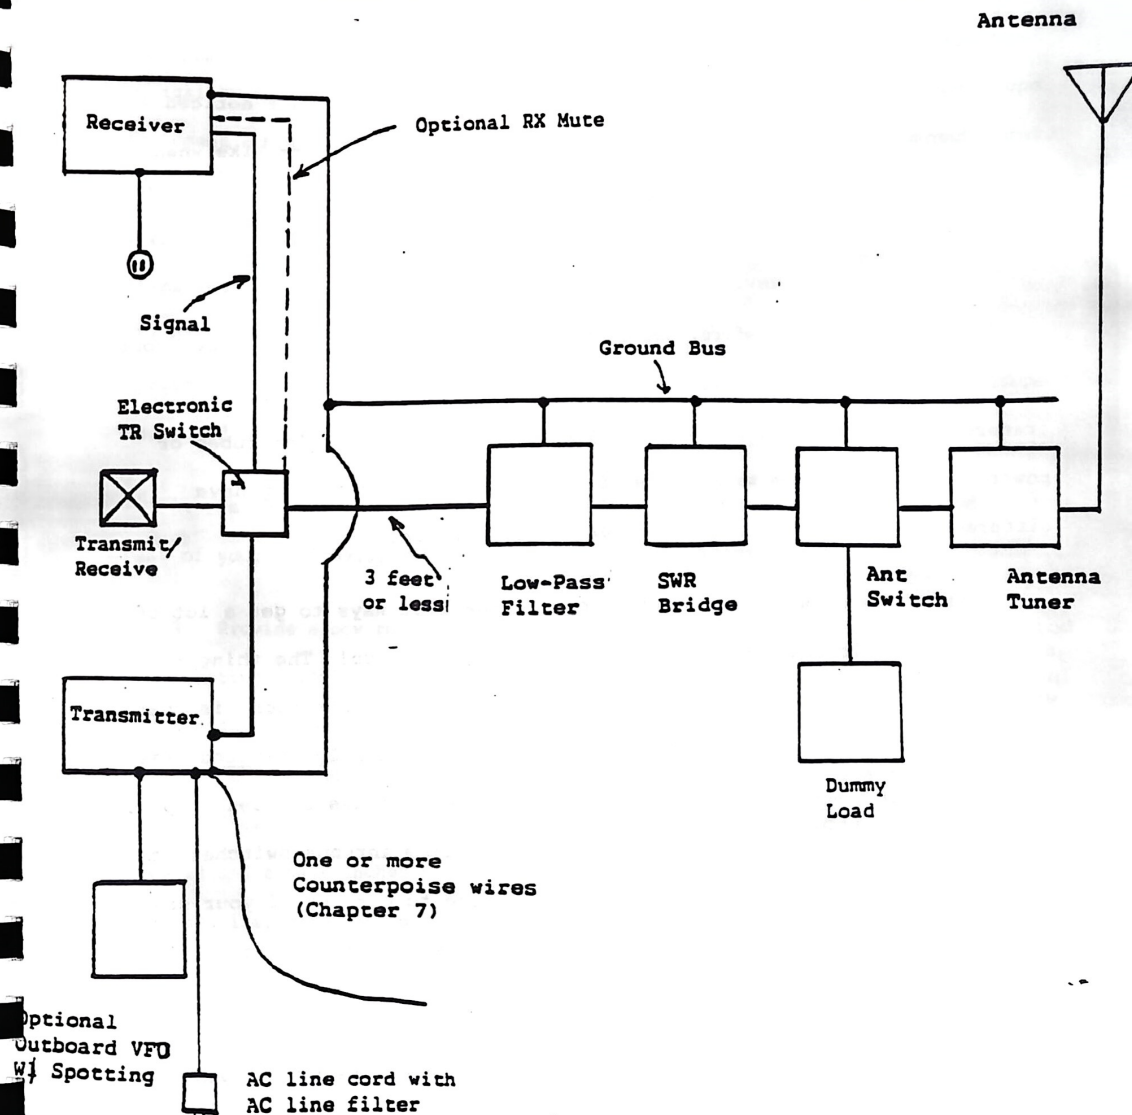 Antenna
Receiver
Optional RX Mute
Signal
Ground Bus
Electronic
TR Switch
Transmit/
Receive
3 feet
or less
Low-Pass
Filter
SWR
Bridge
Ant
Switch
Antenna
Tuner
Transmitter
Dummy
Load
One or more
Counterpoise wires
(Chapter 7)
Optional
Outboard VFO
W/ Spotting
AC line cord with
AC line filter